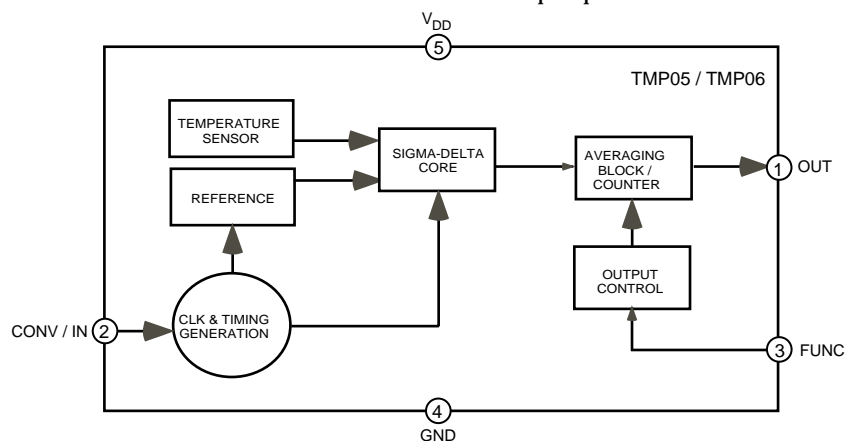 V DD
5
TMP05 / TMP06
TEMPERATURE
SENSOR
SIGMA-DELTA
CORE
AVERAGING
BLOCK /
COUNTER
1 OUT
REFERENCE
OUTPUT
CONTROL
CLK & TIMING
GENERATION
CONV / IN 2
3 FUNC
4
GND